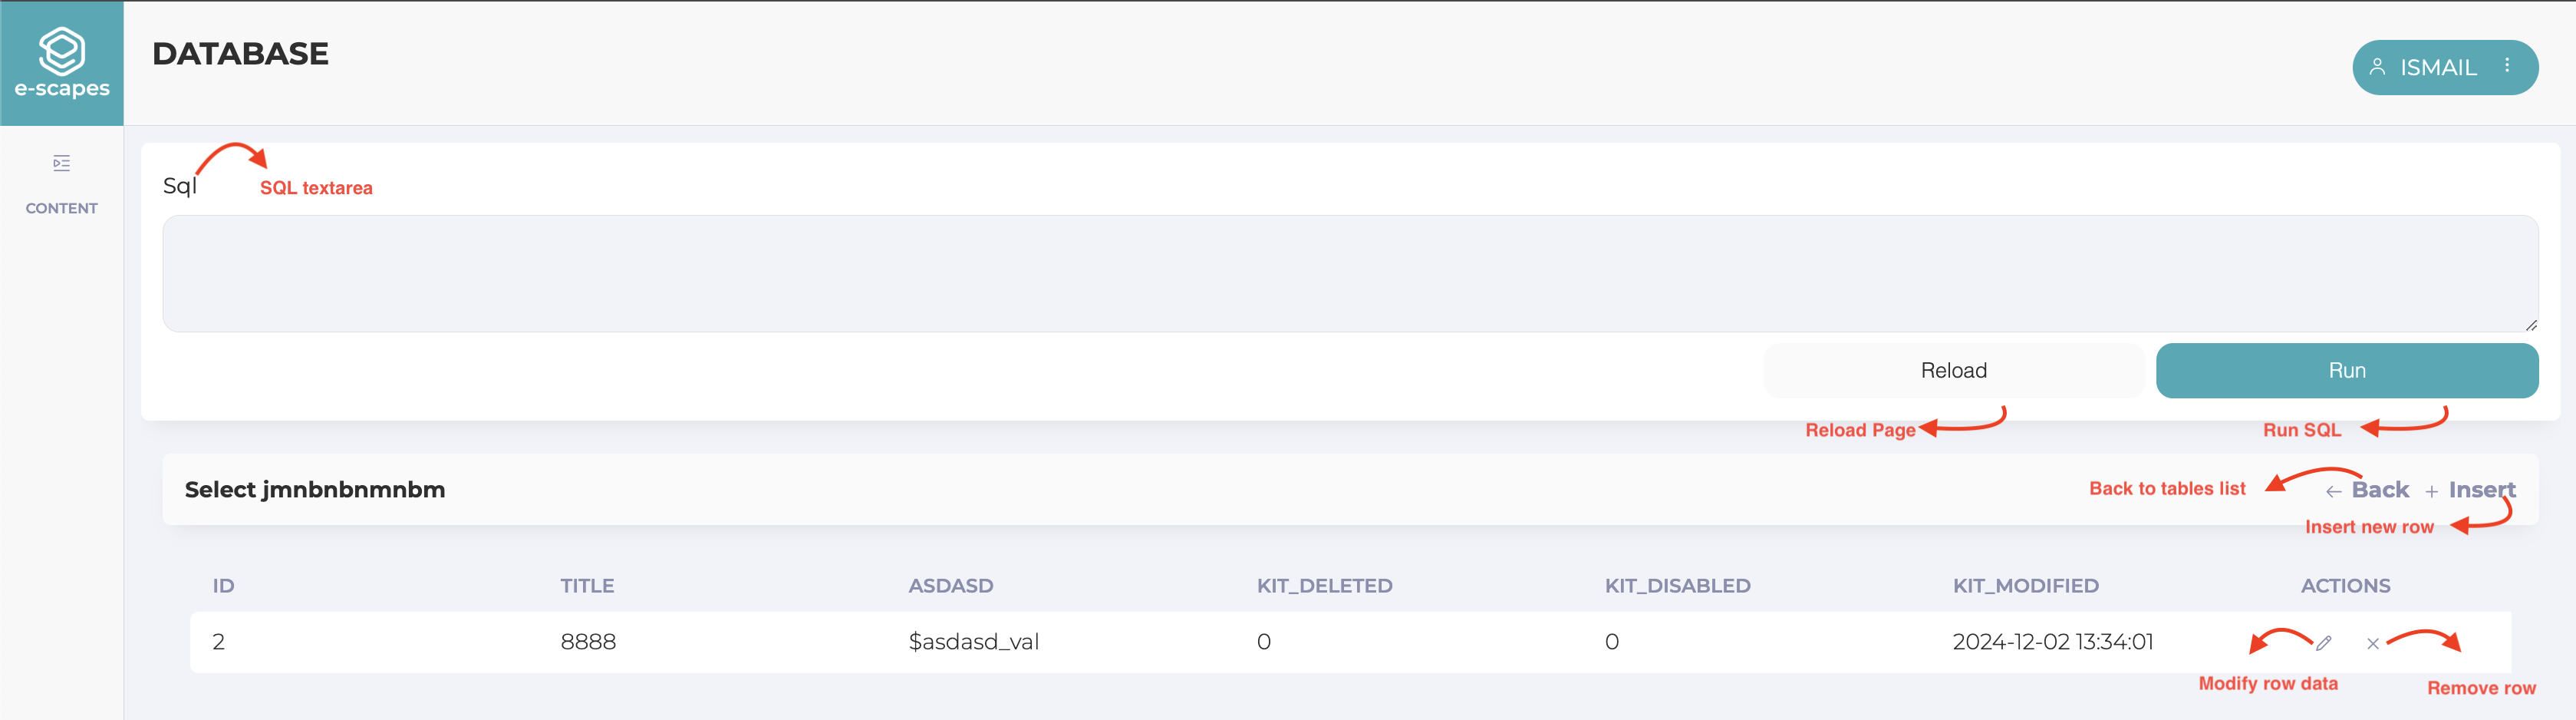 DATABASE
ISMAIL
e-scapes
CONTENT
Sql
SQL textarea
Reload
Run
Reload Page
Run SQL
Select jmnbnbnmnbm
Back to tables list
← Back + Insert
Insert new row
ID TITLE ASDASD KIT_DELETED KIT_DISABLED KIT_MODIFIED ACTIONS
2 8888 $asdasd_val 0 0 2024-12-02 13:34:01
Modify row data
Remove row